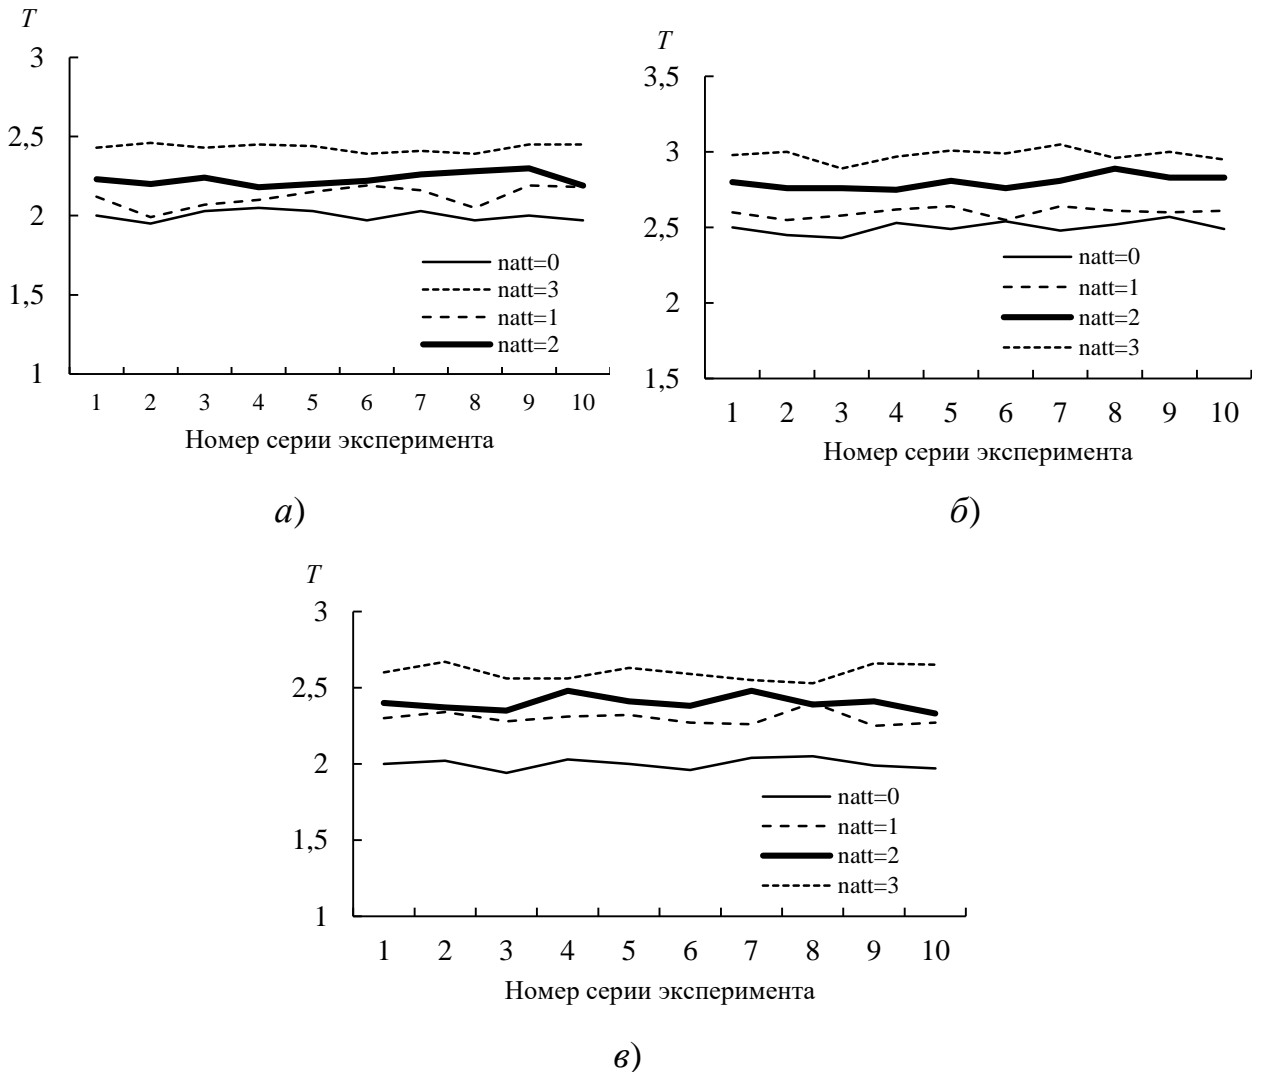 T
3
2,5
2
1,5
1
natt=0
natt=3
natt=1
natt=2
1 2 3 4 5 6 7 8 9 10
Номер серии эксперимента
а)
T
3,5
3
2,5
2
1,5
natt=0
natt=1
natt=2
natt=3
1 2 3 4 5 6 7 8 9 10
Номер серии эксперимента
б)
T
3
2,5
2
1,5
1
natt=0
natt=1
natt=2
natt=3
1 2 3 4 5 6 7 8 9 10
Номер серии эксперимента
в)